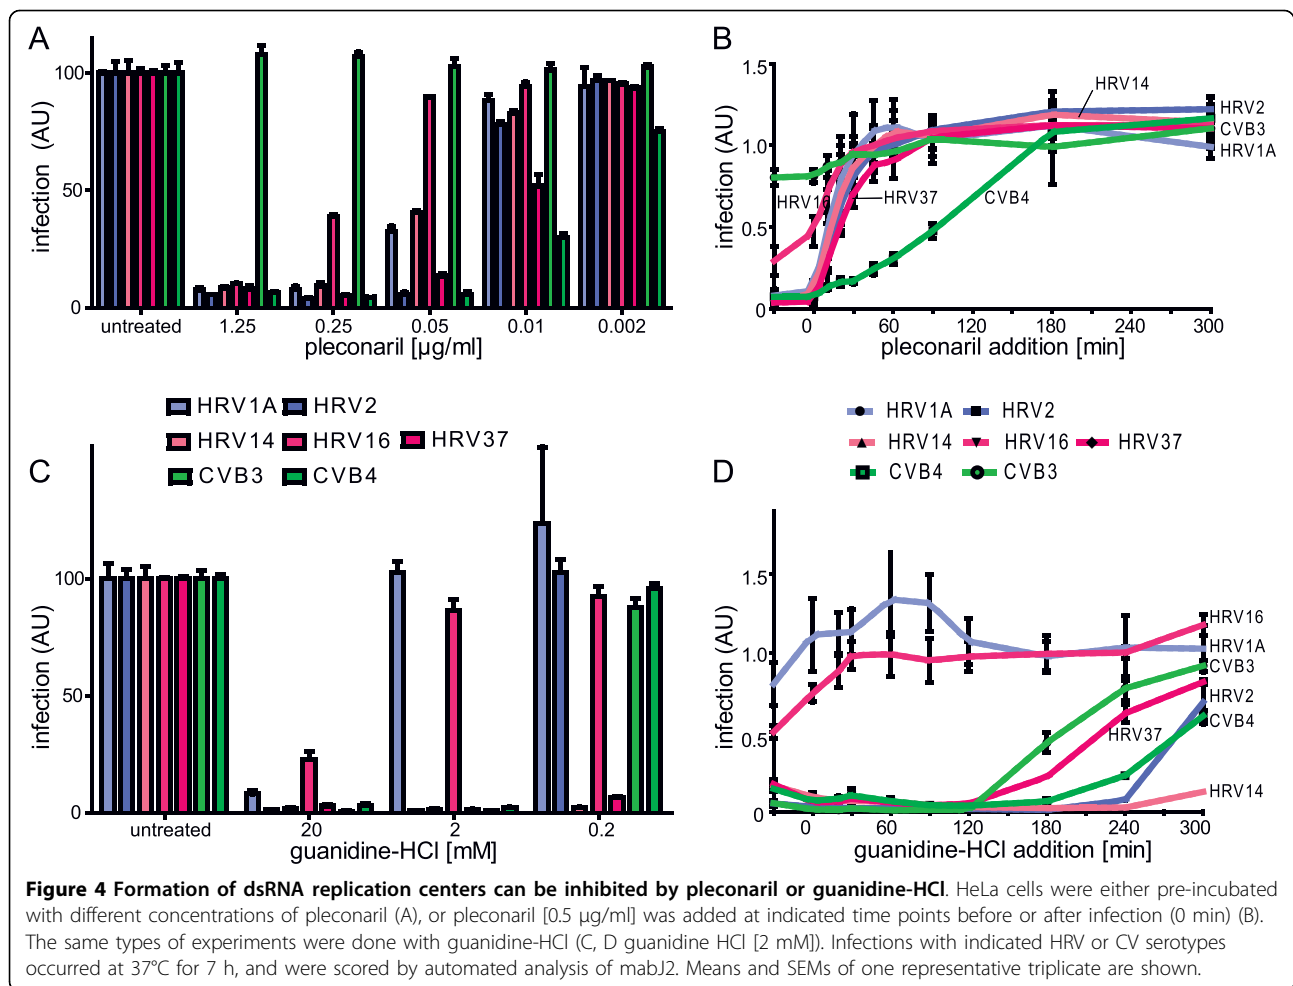 A
infection (AU)
100
50
0
untreated 1.25 0.25 0.05 0.01 0.002
pleconaril [µg/ml]
B
infection (AU)
1.5
1.0
0.5
0
HRV14
HRV2
CVB3
HRV1A
HRV16
HRV37
CVB4
0 60 120 180 240 300
pleconaril addition [min]
HRV1A HRV2
HRV14 HRV16 HRV37
CVB3 CVB4
HRV1A HRV2
HRV14 HRV16 HRV37
CVB4 CVB3
C
infection (AU)
100
50
0
untreated 20 2 0.2
guanidine-HCl [mM]
D
infection (AU)
1.5
1.0
0.5
0
HRV16
HRV1A
CVB3
HRV2
HRV37
CVB4
HRV14
0 60 120 180 240 300
guanidine-HCl addition [min]
Figure 4 Formation of dsRNA replication centers can be inhibited by pleconaril or guanidine-HCl. HeLa cells were either pre-incubated
with different concentrations of pleconaril (A), or pleconaril [0.5 µg/ml] was added at indicated time points before or after infection (0 min) (B).
The same types of experiments were done with guanidine-HCl (C, D guanidine HCl [2 mM]). Infections with indicated HRV or CV serotypes
occurred at 37°C for 7 h, and were scored by automated analysis of mabJ2. Means and SEMs of one representative triplicate are shown.